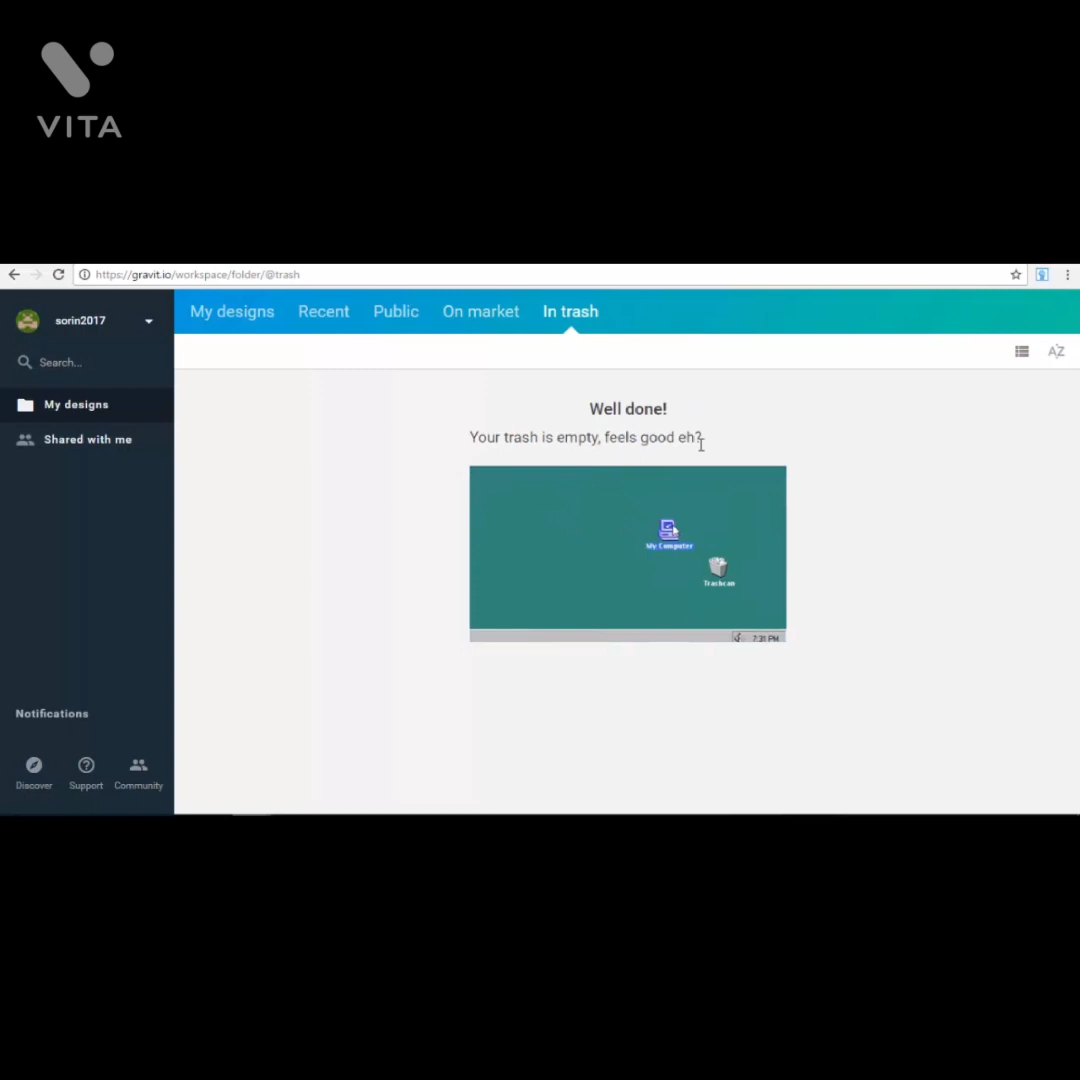 VITA
https://gravit.io/workspace/folder/@trash
sorin2017
My designs Recent Public On market In trash
Search...
AZ
My designs
Shared with me
Well done!
Your trash is empty, feels good eh?
My Computer
Trashcan
7:31 PM
Notifications
Discover Support Community